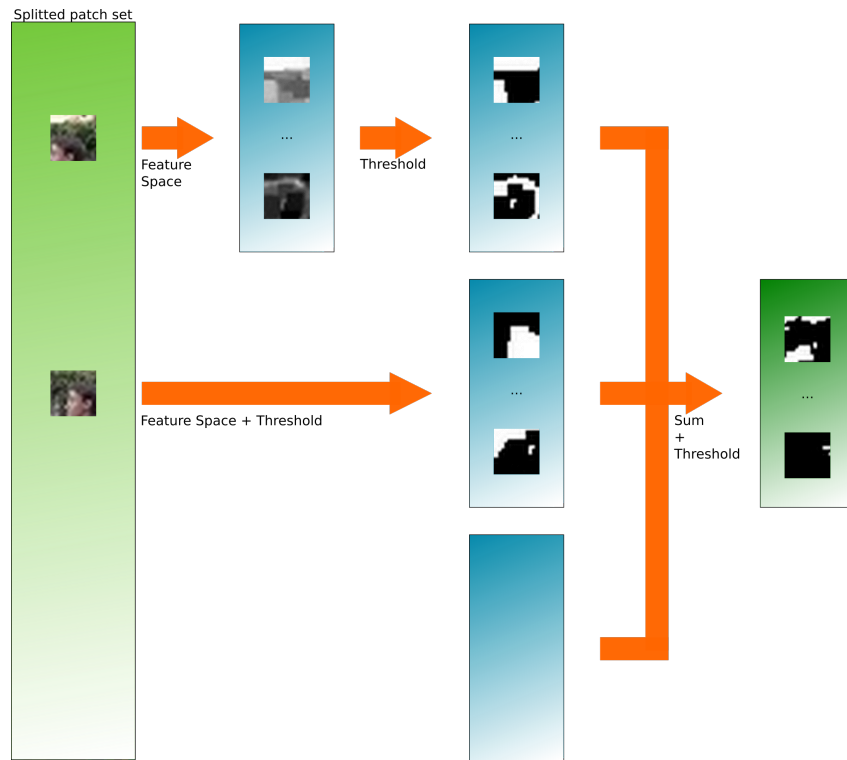 Splitted patch set
...
...
Feature
Space
Threshold
...
Feature Space + Threshold
...
Sum
+
Threshold